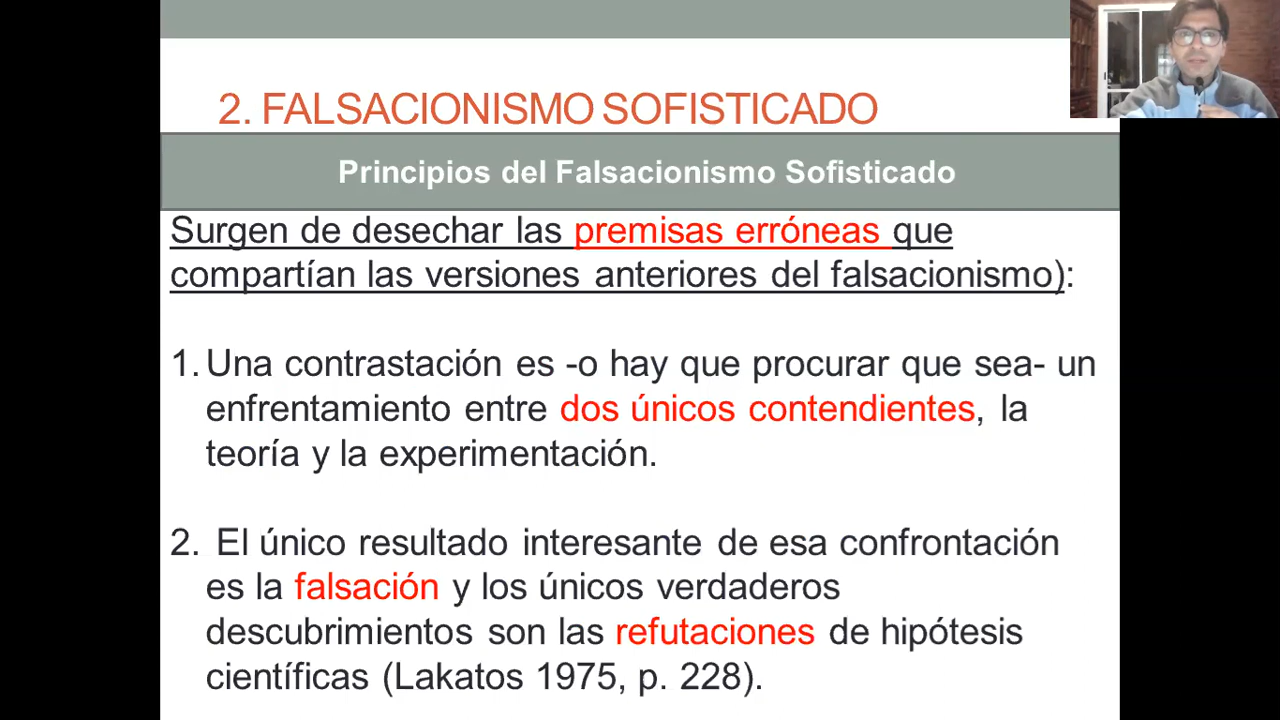 2. FALSACIONISMO SOFISTICADO
Principios del Falsacionismo Sofisticado
Surgen de desechar las premisas erróneas que
compartían las versiones anteriores del falsacionismo):
1. Una contrastación es -o hay que procurar que sea- un
enfrentamiento entre dos únicos contendientes, la
teoría y la experimentación.
2. El único resultado interesante de esa confrontación
es la falsación y los únicos verdaderos
descubrimientos son las refutaciones de hipótesis
científicas (Lakatos 1975, p. 228).